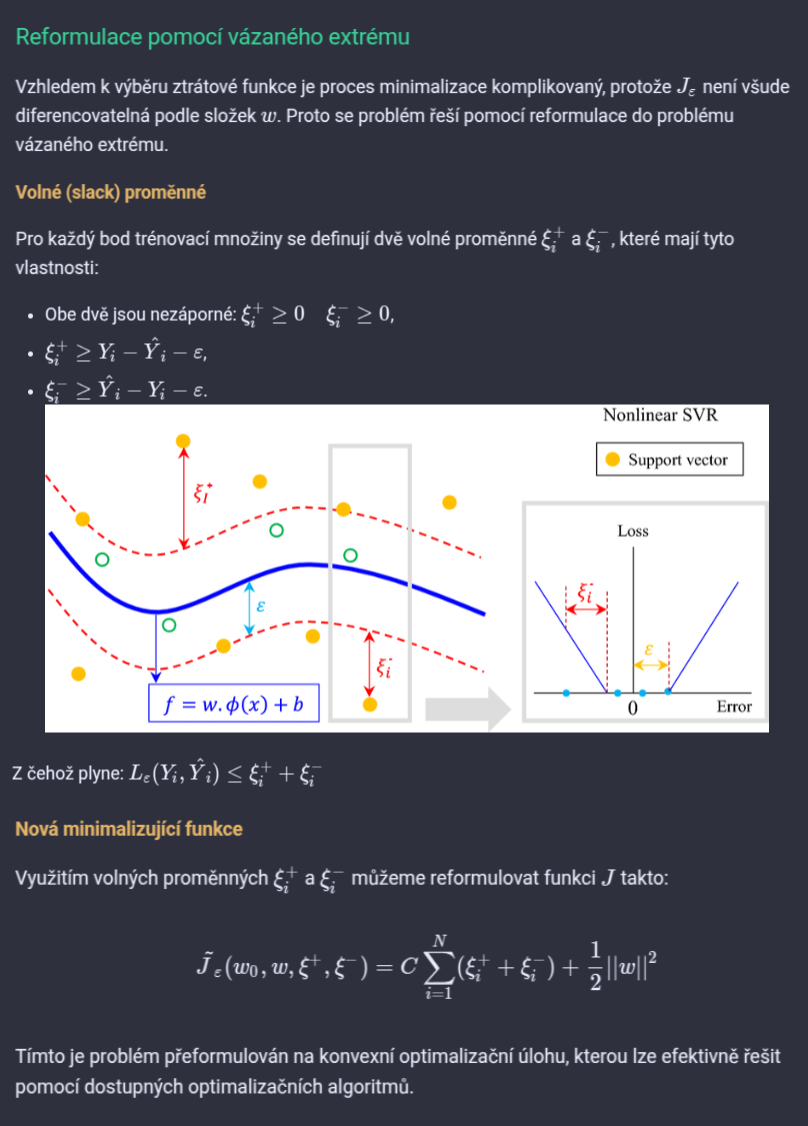 Reformulace pomocí vázaného extrému
Vzhledem k výběru ztrátové funkce je proces minimalizace komplikovaný, protože $J_\varepsilon$ není všude
diferencovatelná podle složek $w$. Proto se problém řeší pomocí reformulace do problému
vázaného extrému.
Volné (slack) proměnné
Pro každý bod trénovací množiny se definují dvě volné proměnné $\xi_i^+$ a $\xi_i^-$, které mají tyto
vlastnosti:
• Obe dvě jsou nezáporné: $\xi_i^+ \geq 0 \quad \xi_i^- \geq 0$,
• $\xi_i^+ \geq Y_i - \hat{Y}_i - \varepsilon$,
• $\xi_i^- \geq \hat{Y}_i - Y_i - \varepsilon$.
Nonlinear SVR
Support vector
$\xi_i^+$
ε
$\xi_i^-$
$f = w.\phi(x) + b$
Loss
$\xi_i^-$
ε
0
Error
Z čehož plyne: $L_\varepsilon(Y_i, \hat{Y}_i) \leq \xi_i^+ + \xi_i^-$
Nová minimalizující funkce
Využitím volných proměnných $\xi_i^+$ a $\xi_i^-$ můžeme reformulovat funkci $J$ takto:
$\tilde{J}_\varepsilon(w_0, w, \xi^+, \xi^-) = C \sum_{i=1}^{N} (\xi_i^+ + \xi_i^-) + \frac{1}{2}||w||^2$
Tímto je problém přeformulován na konvexní optimalizační úlohu, kterou lze efektivně řešit
pomocí dostupných optimalizačních algoritmů.